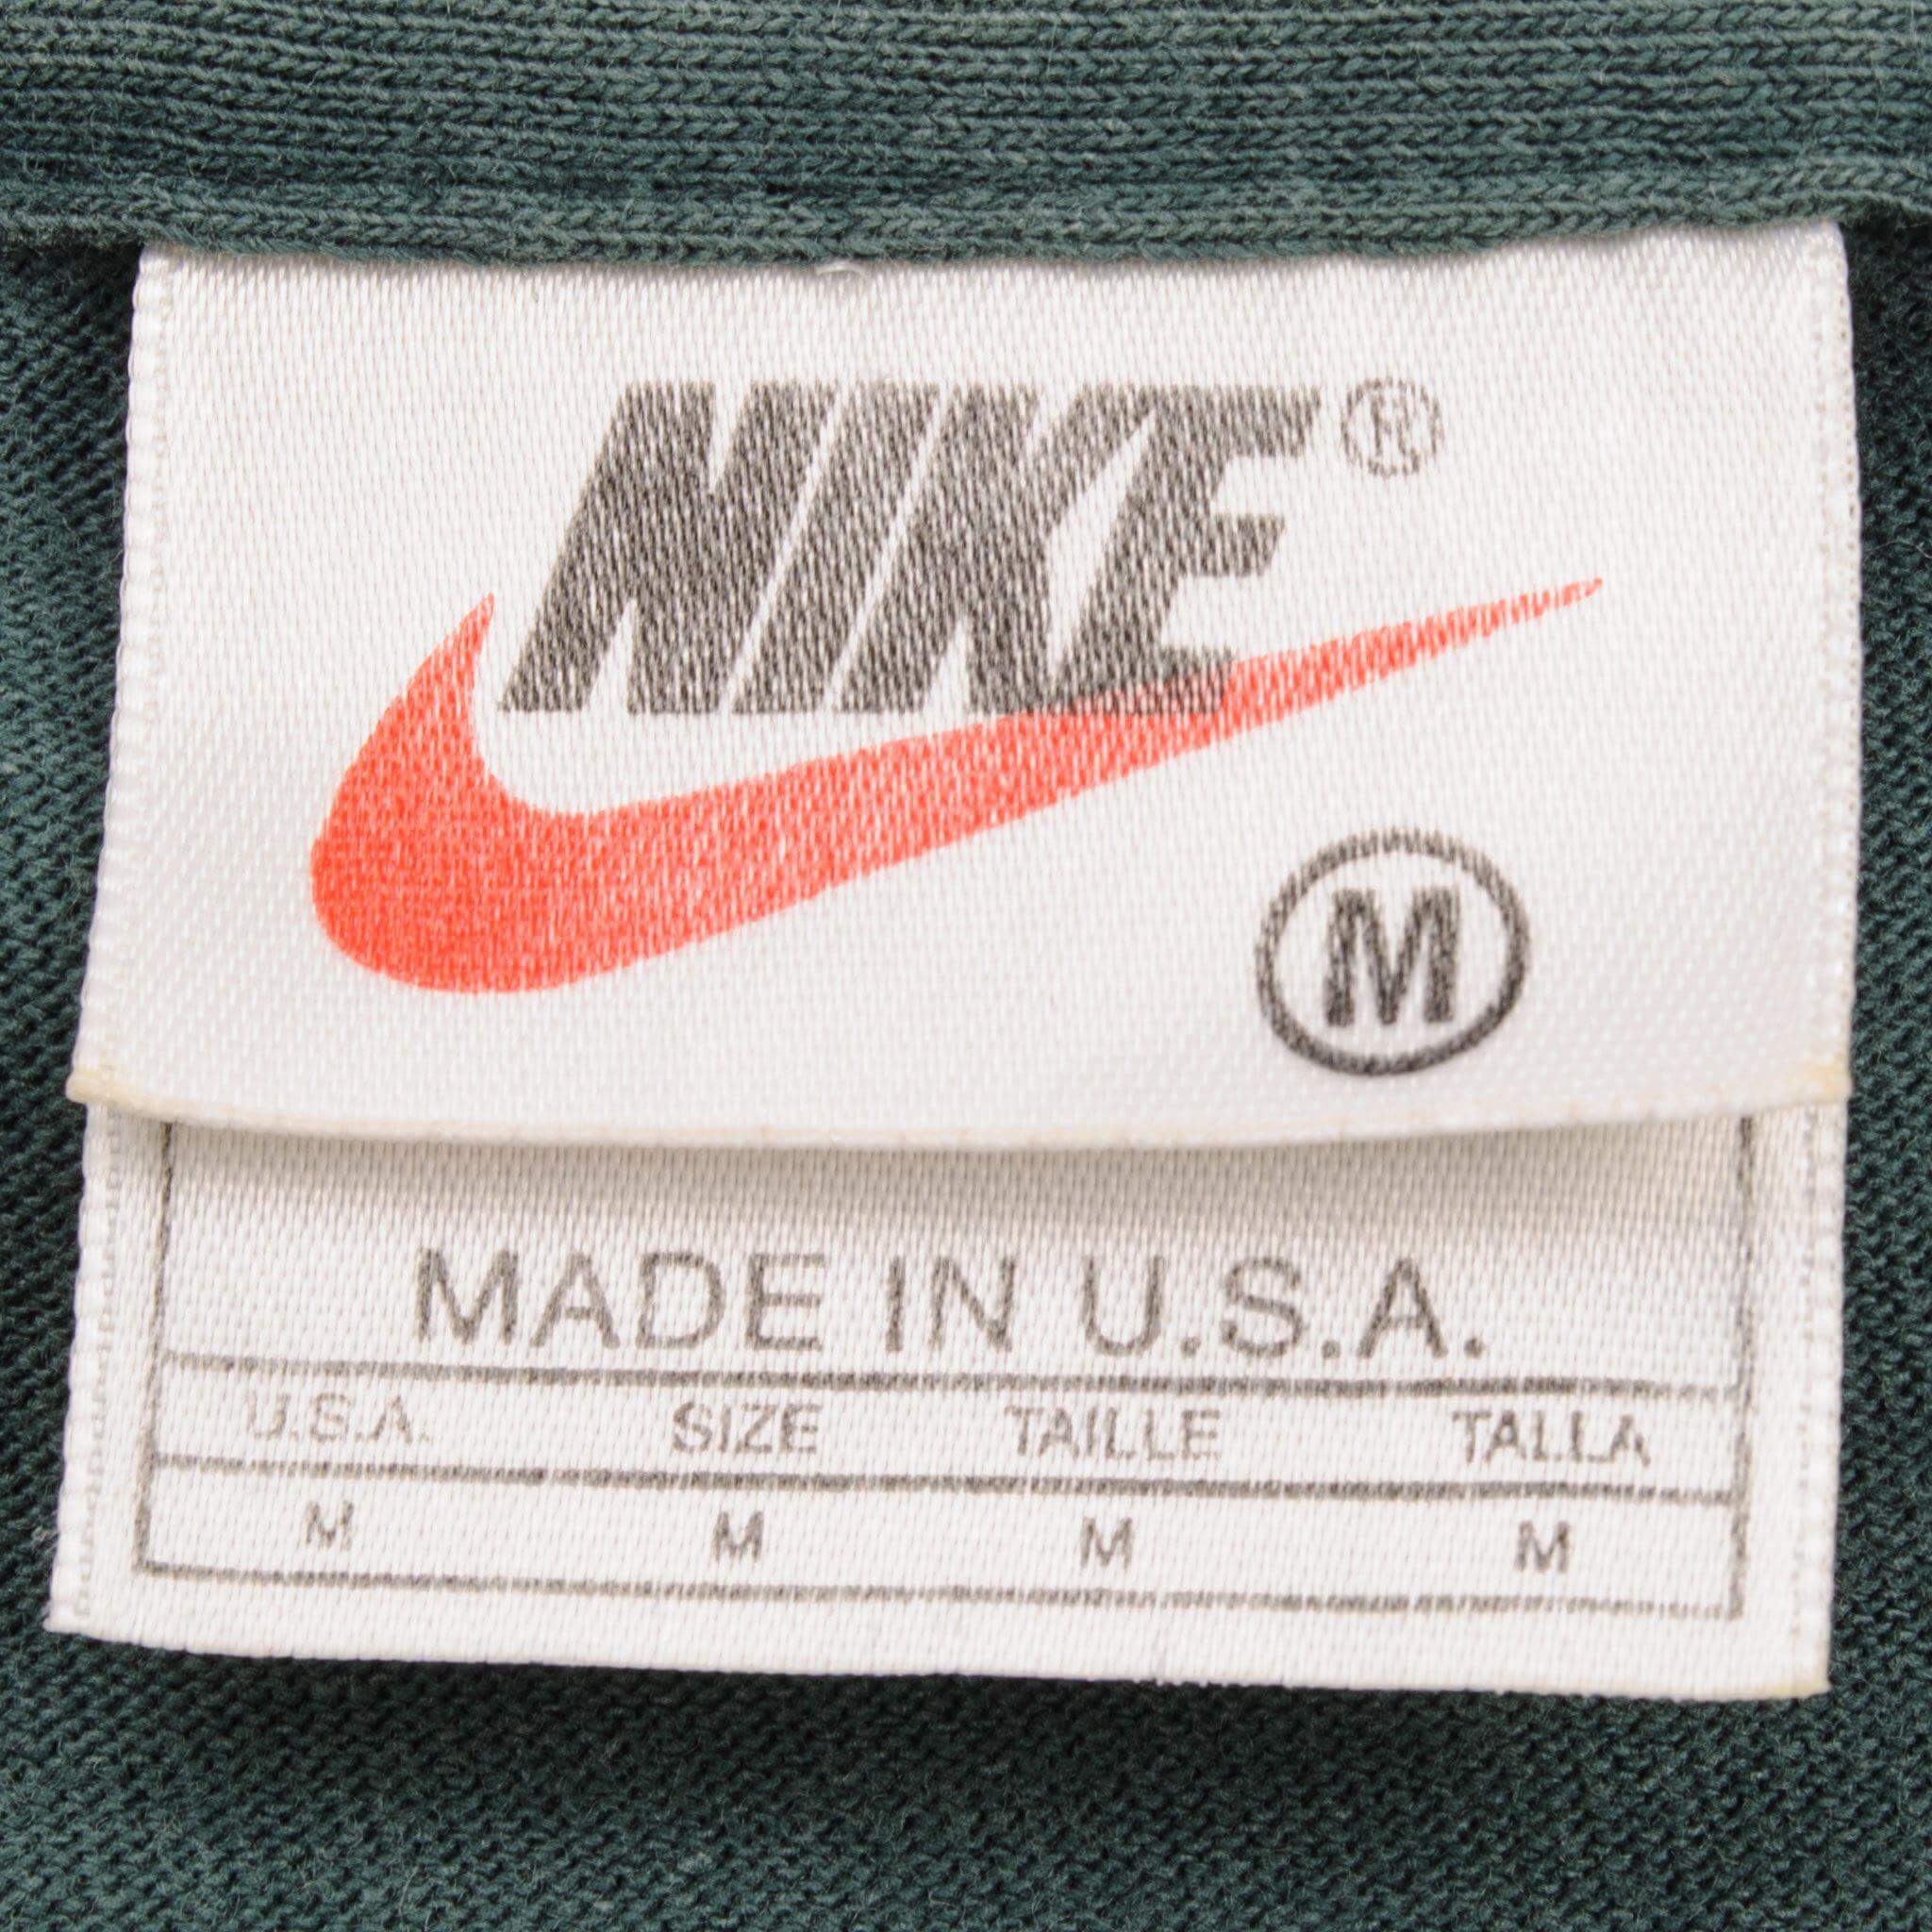 NIKE ®
M
MADE IN U.S.A.
U.S.A. SIZE TAILLE TALLA
M M M M